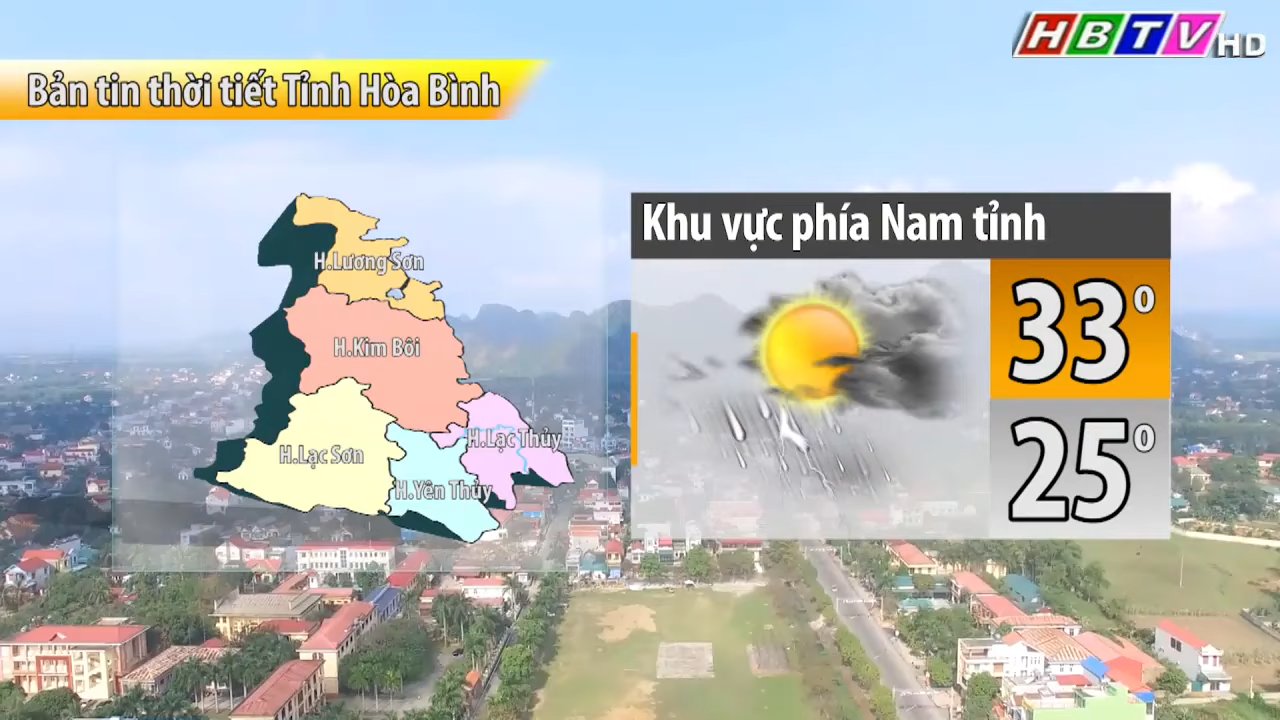 HBTV HD
Bản tin thời tiết Tỉnh Hòa Bình
Khu vực phía Nam tỉnh
H.Lương Sơn
H.Kim Bôi
H.Lạc Thủy
H.Lạc Sơn
H.Yên Thủy
33°
25°